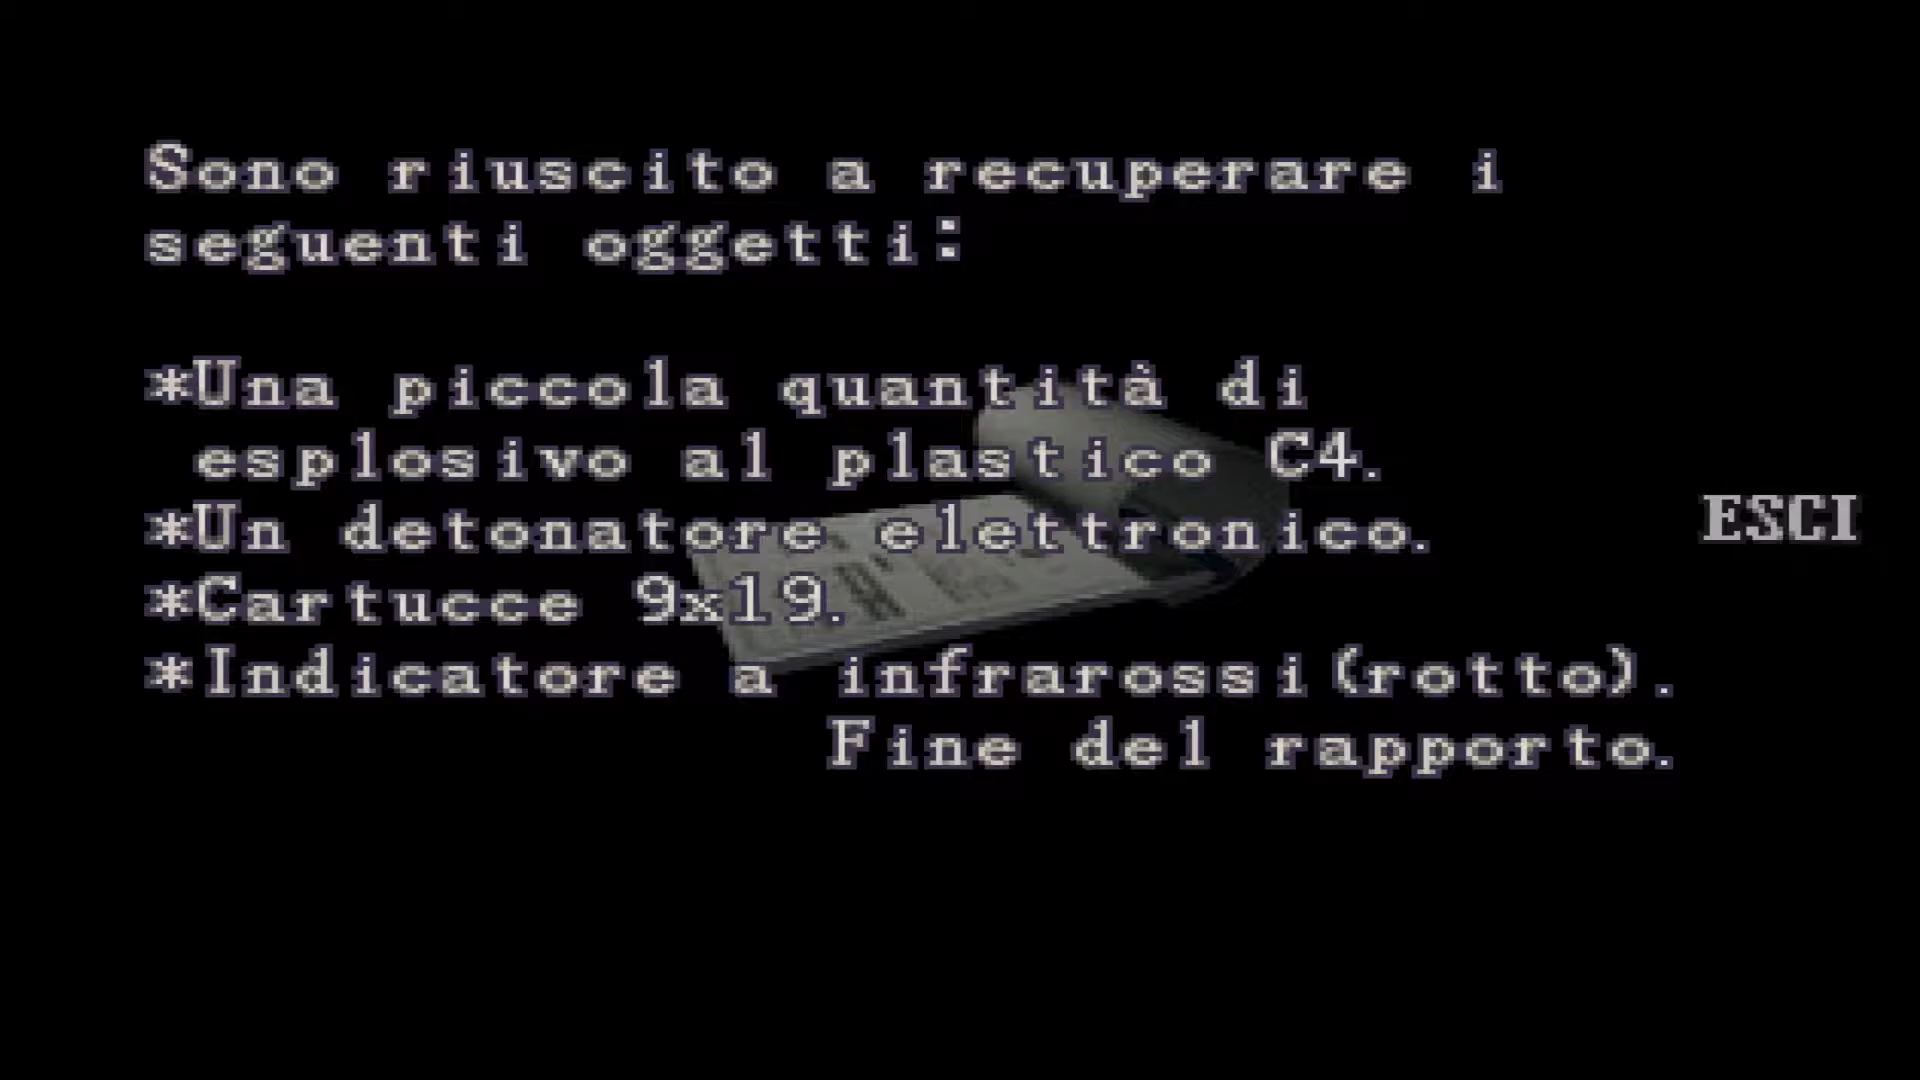 Sono riuscito a recuperare i
seguenti oggetti:
*Una piccola quantità di
esplosivo al plastico C4.
*Un detonatore elettronico.
*Cartucce 9x19.
*Indicatore a infrarossi(rotto).
Fine del rapporto.
ESCI